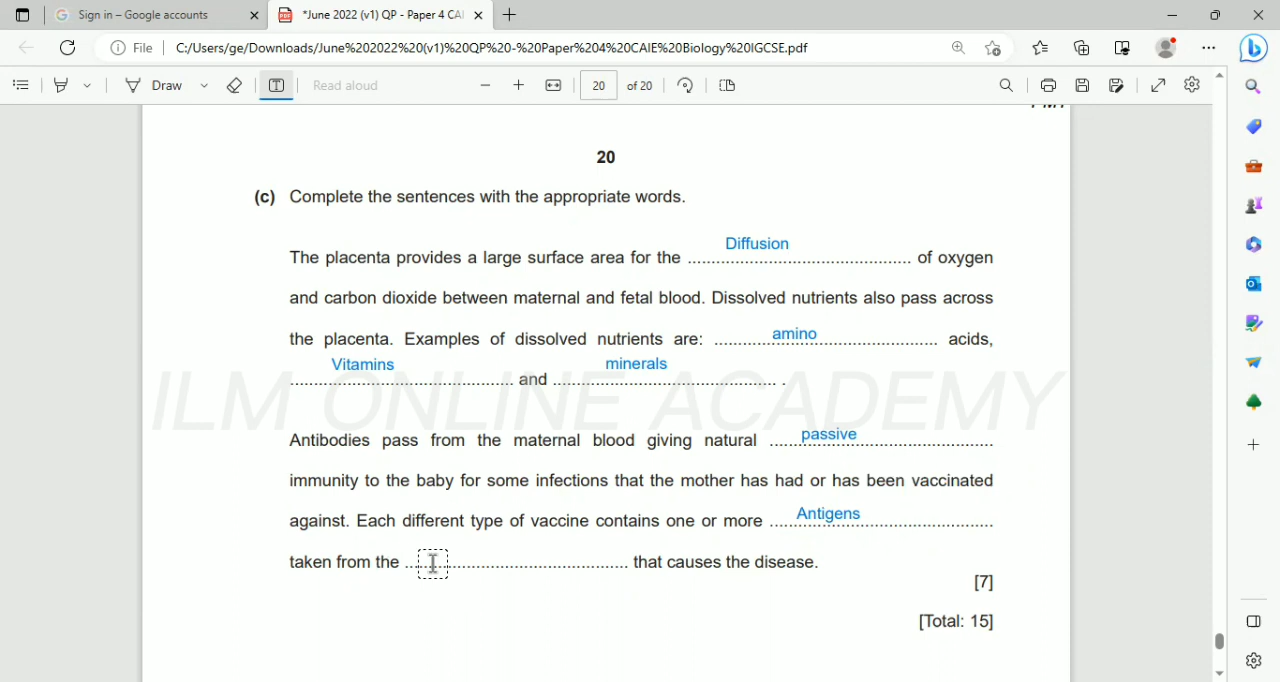 Sign in – Google accounts
*June 2022 (v1) QP - Paper 4 CAI
File
C:/Users/ge/Downloads/June%202022%20(v1)%20QP%20-%20Paper%204%20CAIE%20Biology%20IGCSE.pdf
Draw
Read aloud
20
of 20
20
(c) Complete the sentences with the appropriate words.
Diffusion
The placenta provides a large surface area for the .......................................... of oxygen
and carbon dioxide between maternal and fetal blood. Dissolved nutrients also pass across
the placenta. Examples of dissolved nutrients are: .......... amino .......... acids,
Vitamins minerals
.......................................... and .......................................... .
ILM ONLINE ACADEMY
Antibodies pass from the maternal blood giving natural .......... passive ..........
immunity to the baby for some infections that the mother has had or has been vaccinated
against. Each different type of vaccine contains one or more .......... Antigens ..........
taken from the .......................................... that causes the disease.
[7]
[Total: 15]